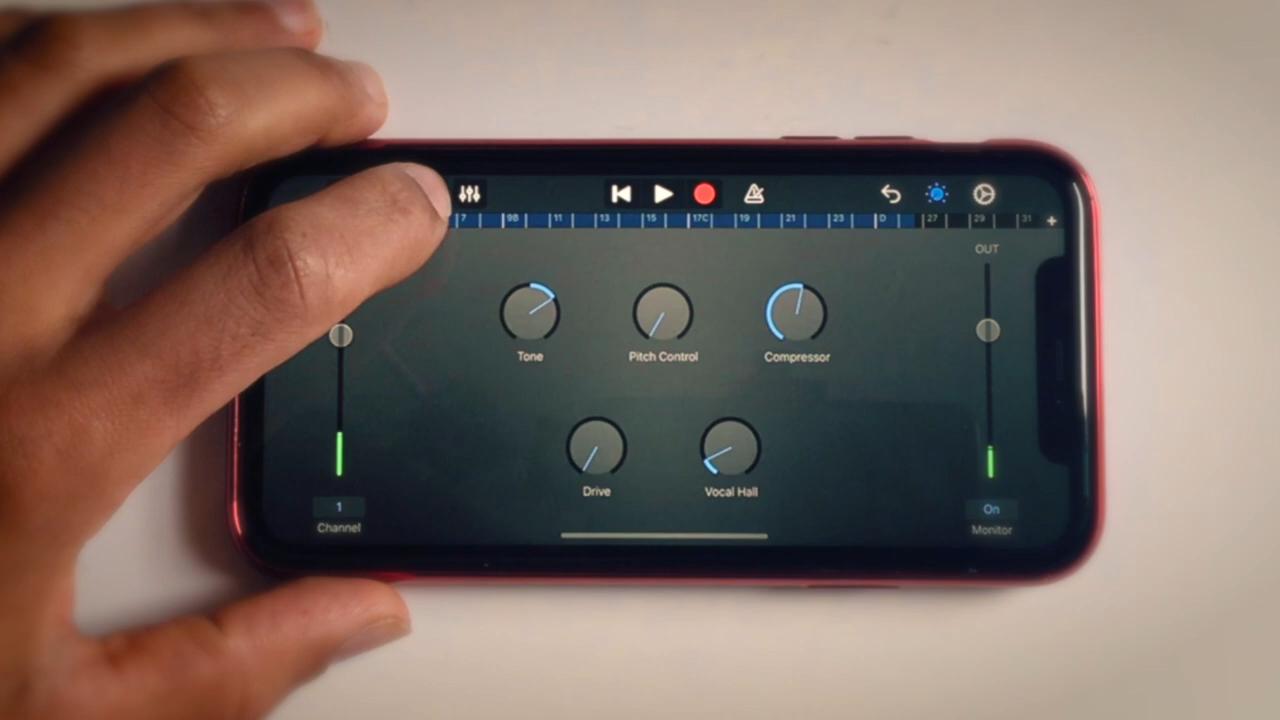 7 9B 11 13 15 17C 19 21 23 D 27 29 31 +
OUT
Tone Pitch Control Compressor
Drive Vocal Hall
1 On
Channel Monitor